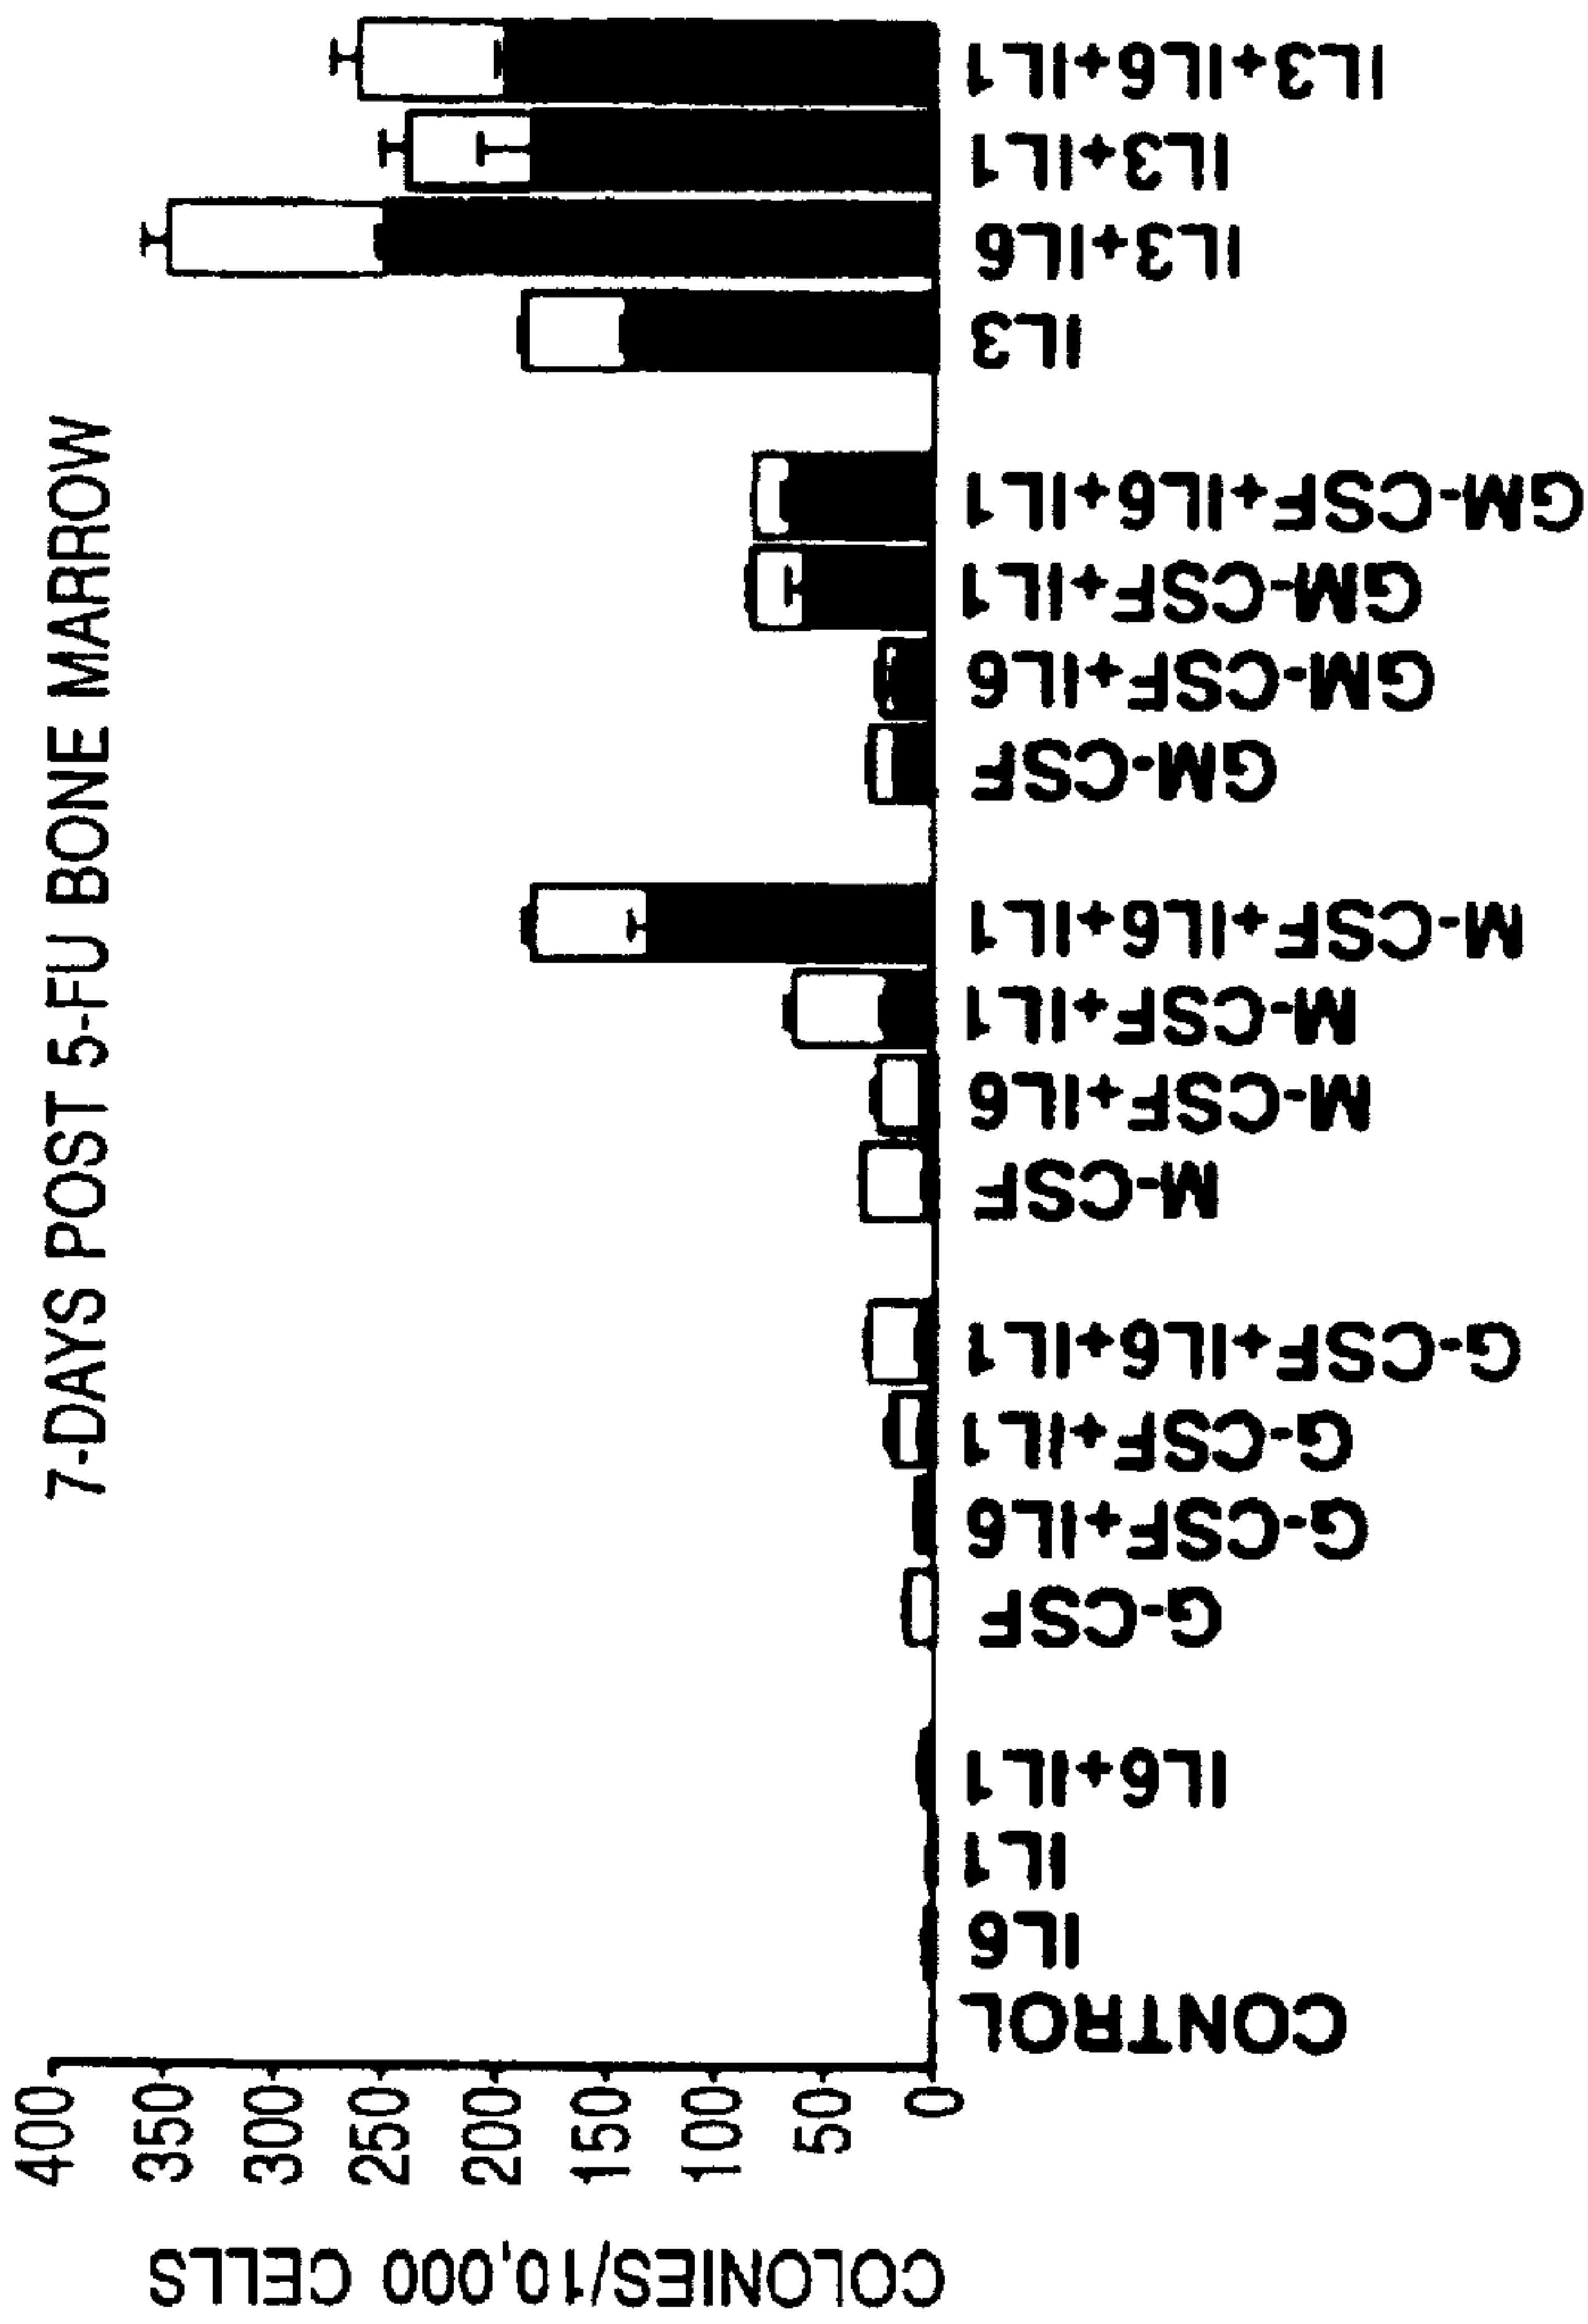 7-DAYS POST 5-FU BONE MARROW
COLONIES/10,000 CELLS
400
350
300
250
200
150
100
50
0
CONTROL
IL6
IL1
IL6+IL1
G-CSF
G-CSF+IL6
G-CSF+IL1
G-CSF+IL6+IL1
M-CSF
M-CSF+IL6
M-CSF+IL1
M-CSF+IL6+IL1
GM-CSF
GM-CSF+IL6
GM-CSF+IL1
GM-CSF+IL6+IL1
IL3
IL3+IL6
IL3+IL1
IL3+IL6+IL1